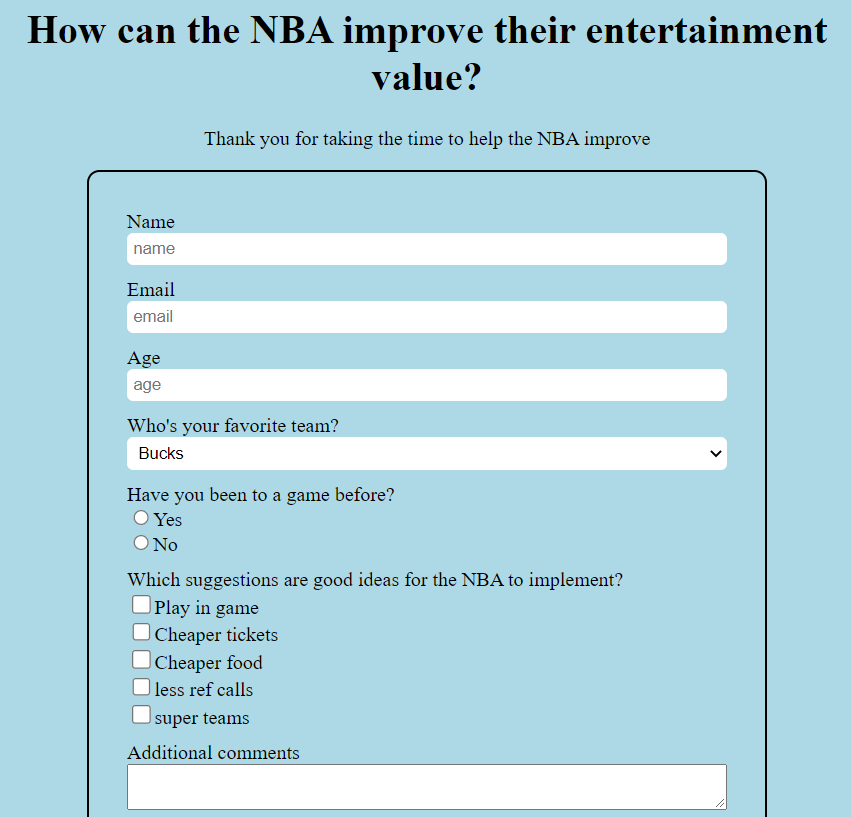 How can the NBA improve their entertainment
value?
Thank you for taking the time to help the NBA improve
Name
name
Email
email
Age
age
Who's your favorite team?
Bucks
Have you been to a game before?
Yes
No
Which suggestions are good ideas for the NBA to implement?
Play in game
Cheaper tickets
Cheaper food
less ref calls
super teams
Additional comments